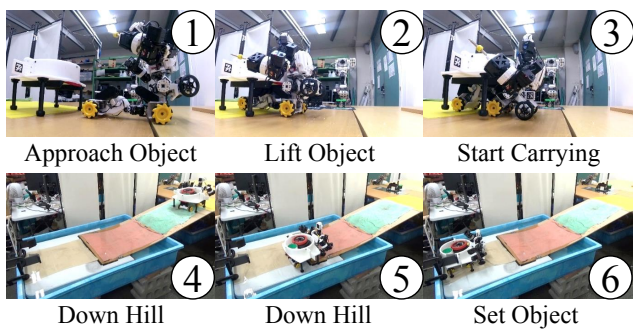 1
2
3
Approach Object
Lift Object
Start Carrying
4
5
6
Down Hill
Down Hill
Set Object